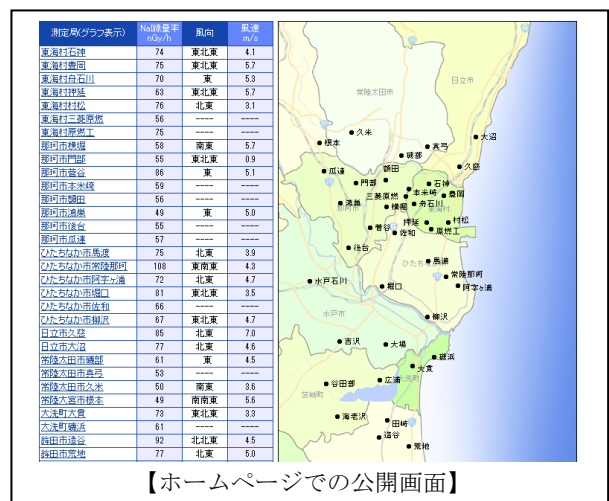 測定局(グラフ表示) NaI線量率 nGy/h 風向 風速 m/s
東海村石神 74 東北東 4.1
東海村豊岡 75 東北東 5.7
東海村舟石川 70 東 5.3
東海村押延 63 東北東 5.7
東海村村松 76 北東 3.1
東海村三菱原燃 56 ---- ----
東海村原燃工 75 ---- ----
那珂市横堀 58 南東 5.7
那珂市門部 55 東北東 0.9
那珂市菅谷 86 東 5.1
那珂市本米崎 59 ---- ----
那珂市額田 56 ---- ----
那珂市鴻巣 49 東 5.0
那珂市後台 55 ---- ----
那珂市瓜連 57 ---- ----
ひたちなか市馬渡 75 北東 3.9
ひたちなか市常陸那珂 108 東南東 4.3
ひたちなか市阿字ヶ浦 72 北東 4.7
ひたちなか市堀口 81 東北東 3.5
ひたちなか市佐和 66 ---- ----
ひたちなか市柳沢 67 東北東 4.7
日立市久慈 85 北東 7.0
日立市大沼 77 北東 4.6
常陸太田市磯部 61 東 4.5
常陸太田市真弓 53 ---- ----
常陸太田市久米 50 南東 3.6
常陸大宮市根本 49 南南東 5.6
大洗町大貫 73 東北東 3.3
大洗町磯浜 61 ---- ----
鉾田市造谷 92 北北東 4.5
鉾田市荒地 77 北東 5.0
日立市
常陸太田市
久米
大沼
根本
真弓
磯部
久慈
瓜連
額田
門部
石神
本米崎
豊岡
三菱原燃
鴻巣
横堀
舟石川
那珂市
東海村
押延
村松
菅谷
佐和
原燃工
後台
馬渡
ひたちなか市
常陸那珂
水戸石川
堀口
阿字ヶ浦
水戸市
柳沢
吉沢
大場
磯浜
大貫
谷田部
広浦
大洗町
茨城町
海老沢
田崎
造谷
荒地
【ホームページでの公開画面】